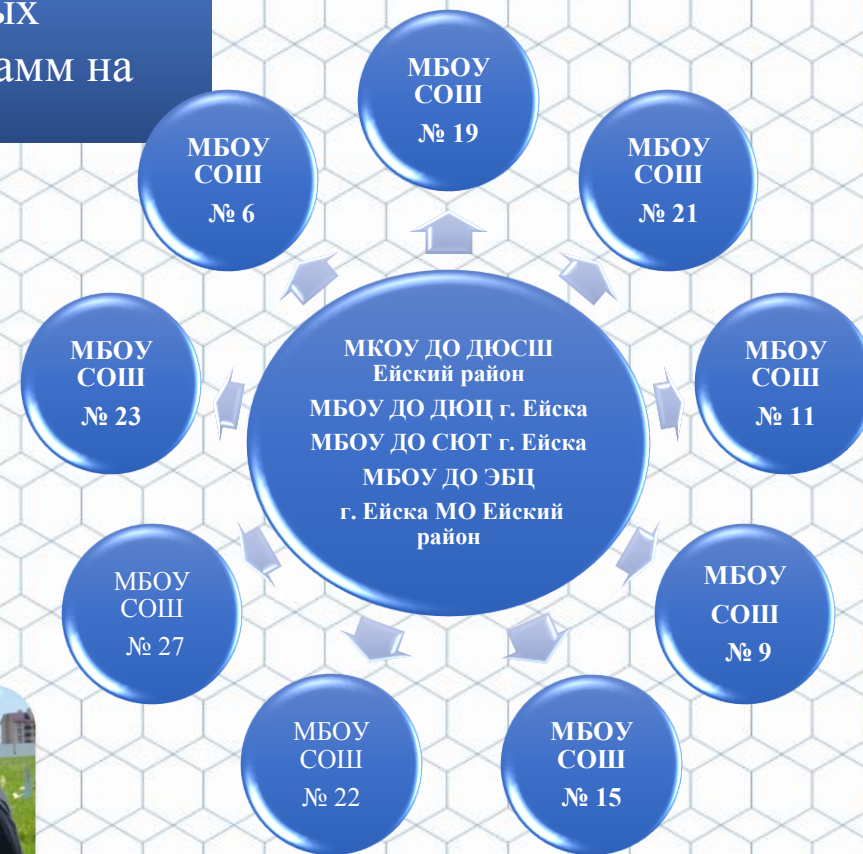 амм на
МБОУ
СОШ
№ 19
МБОУ
СОШ
№ 6
МБОУ
СОШ
№ 21
МБОУ
СОШ
№ 23
МКОУ ДО ДЮСШ
Ейский район
МБОУ ДО ДЮЦ г. Ейска
МБОУ ДО СЮТ г. Ейска
МБОУ ДО ЭБЦ
г. Ейска МО Ейский
район
МБОУ
СОШ
№ 11
МБОУ
СОШ
№ 27
МБОУ
СОШ
№ 9
МБОУ
СОШ
№ 22
МБОУ
СОШ
№ 15